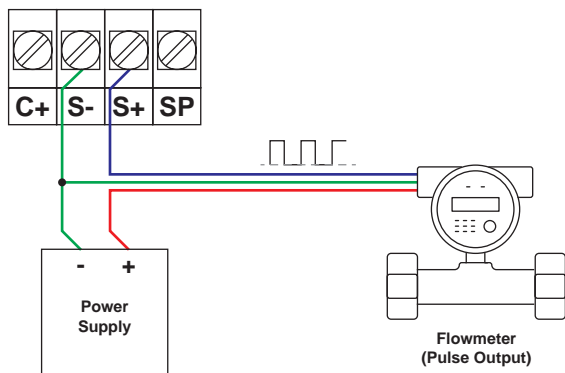 C+ S- S+ SP
- +
Power
Supply
Flowmeter
(Pulse Output)